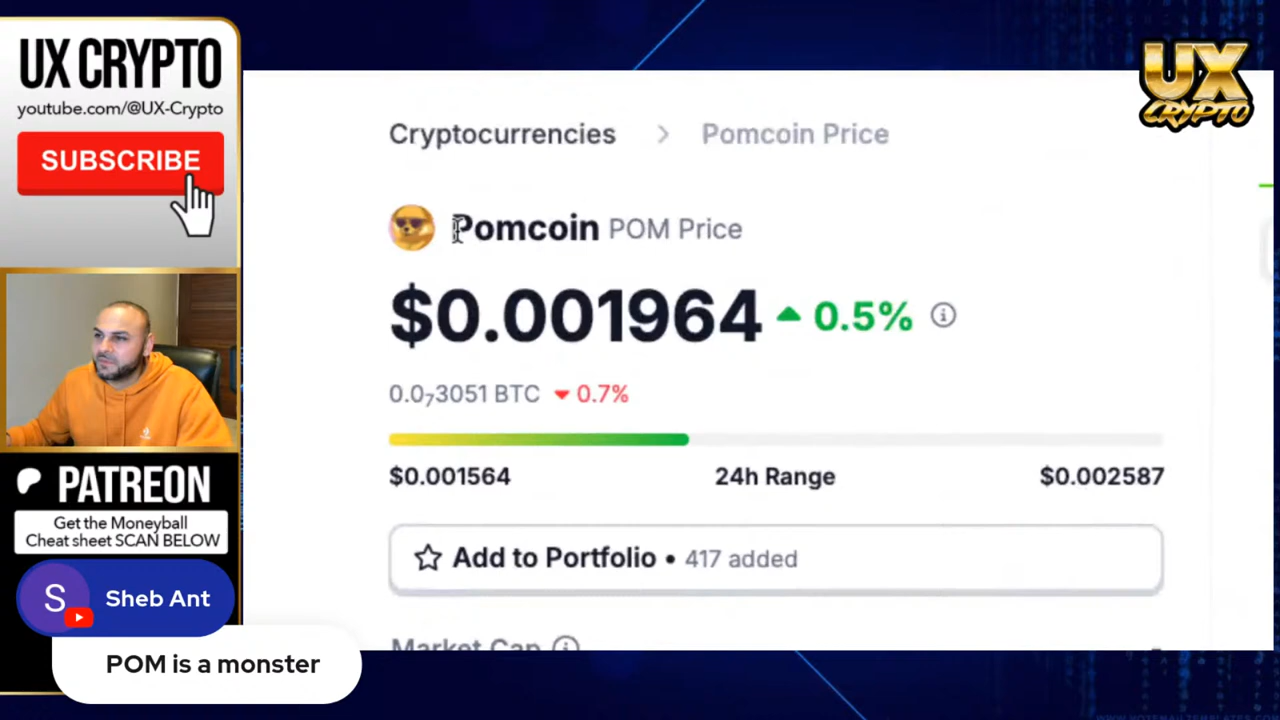 UX CRYPTO
youtube.com/@UX-Crypto
SUBSCRIBE
UX
CRYPTO
Cryptocurrencies > Pomcoin Price
Pomcoin POM Price
$0.001964 ▲ 0.5%
0.0₇3051 BTC ▼ 0.7%
$0.001564 24h Range $0.002587
Add to Portfolio • 417 added
Market Cap
PATREON
Get the Moneyball
Cheat sheet SCAN BELOW
S Sheb Ant
POM is a monster